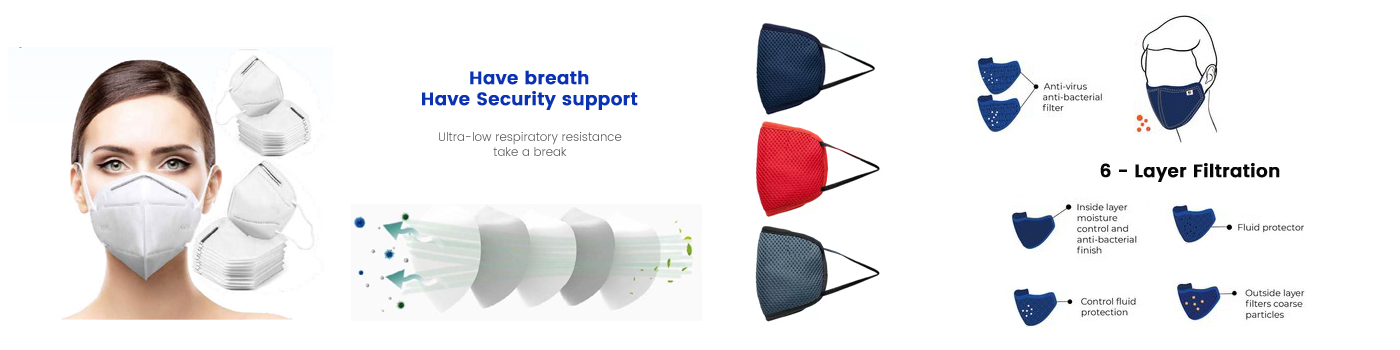 Have breath
Have Security support
Ultra-low respiratory resistance
take a break
Anti-virus
anti-bacterial
filter
6 - Layer Filtration
Inside layer
moisture
control and
anti-bacterial
finish
Fluid protector
Control fluid
protection
Outside layer
filters coarse
particles